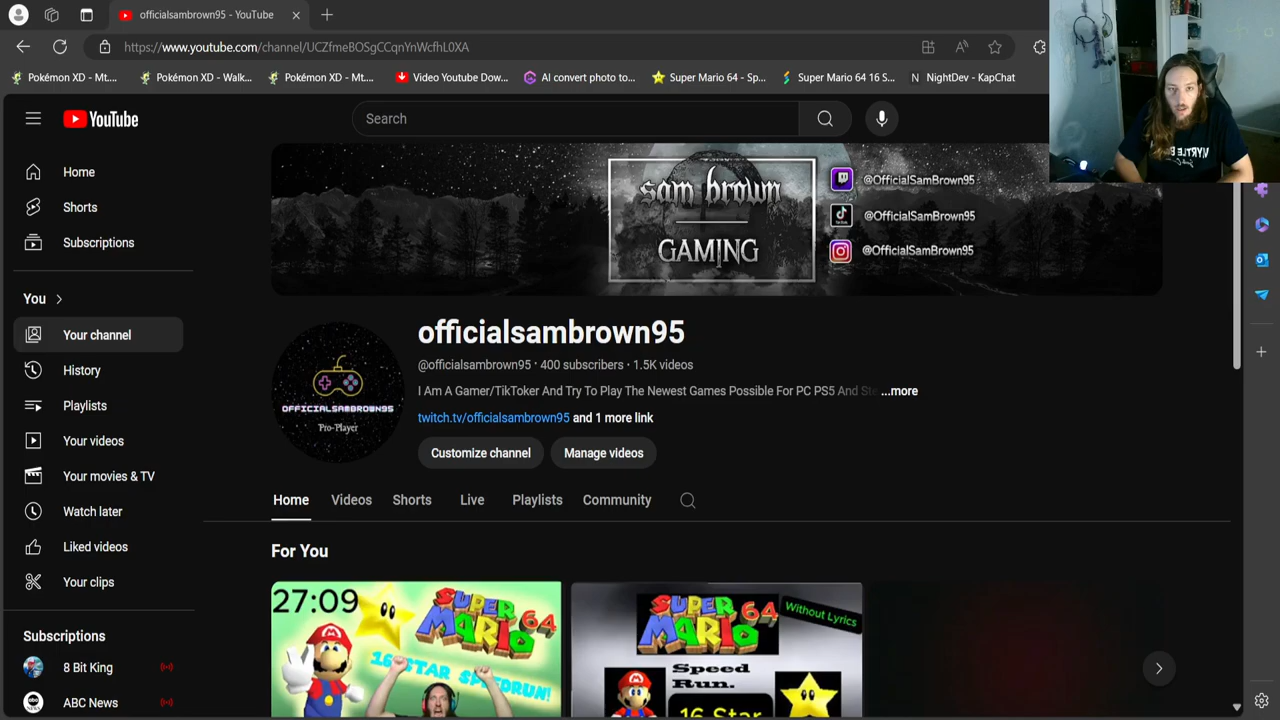 officialsambrown95 - YouTube
https://www.youtube.com/channel/UCZfmeBOSgCCqnYnWcfhL0XA
Pokémon XD - Mt...
Pokémon XD - Walk...
Pokémon XD - Mt...
Video Youtube Dow...
AI convert photo to...
Super Mario 64 - Sp...
Super Mario 64 16 S...
NightDev - KapChat
YouTube
Search
Home
Shorts
Subscriptions
You
Your channel
History
Playlists
Your videos
Your movies & TV
Watch later
Liked videos
Your clips
Subscriptions
8 Bit King
ABC News
sam brown
GAMING
@OfficialSamBrown95
@OfficialSamBrown95
@OfficialSamBrown95
OFFICIALSAMBROWN95
Pro-Player
officialsambrown95
@officialsambrown95 · 400 subscribers · 1.5K videos
I Am A Gamer/TikToker And Try To Play The Newest Games Possible For PC PS5 And Ste ...more
twitch.tv/officialsambrown95 and 1 more link
Customize channel
Manage videos
Home
Videos
Shorts
Live
Playlists
Community
For You
27:09
SUPER MARIO 64
16 STAR SPEEDRUN!
SUPER MARIO 64
Without Lyrics
Speed
Run.
16 Star